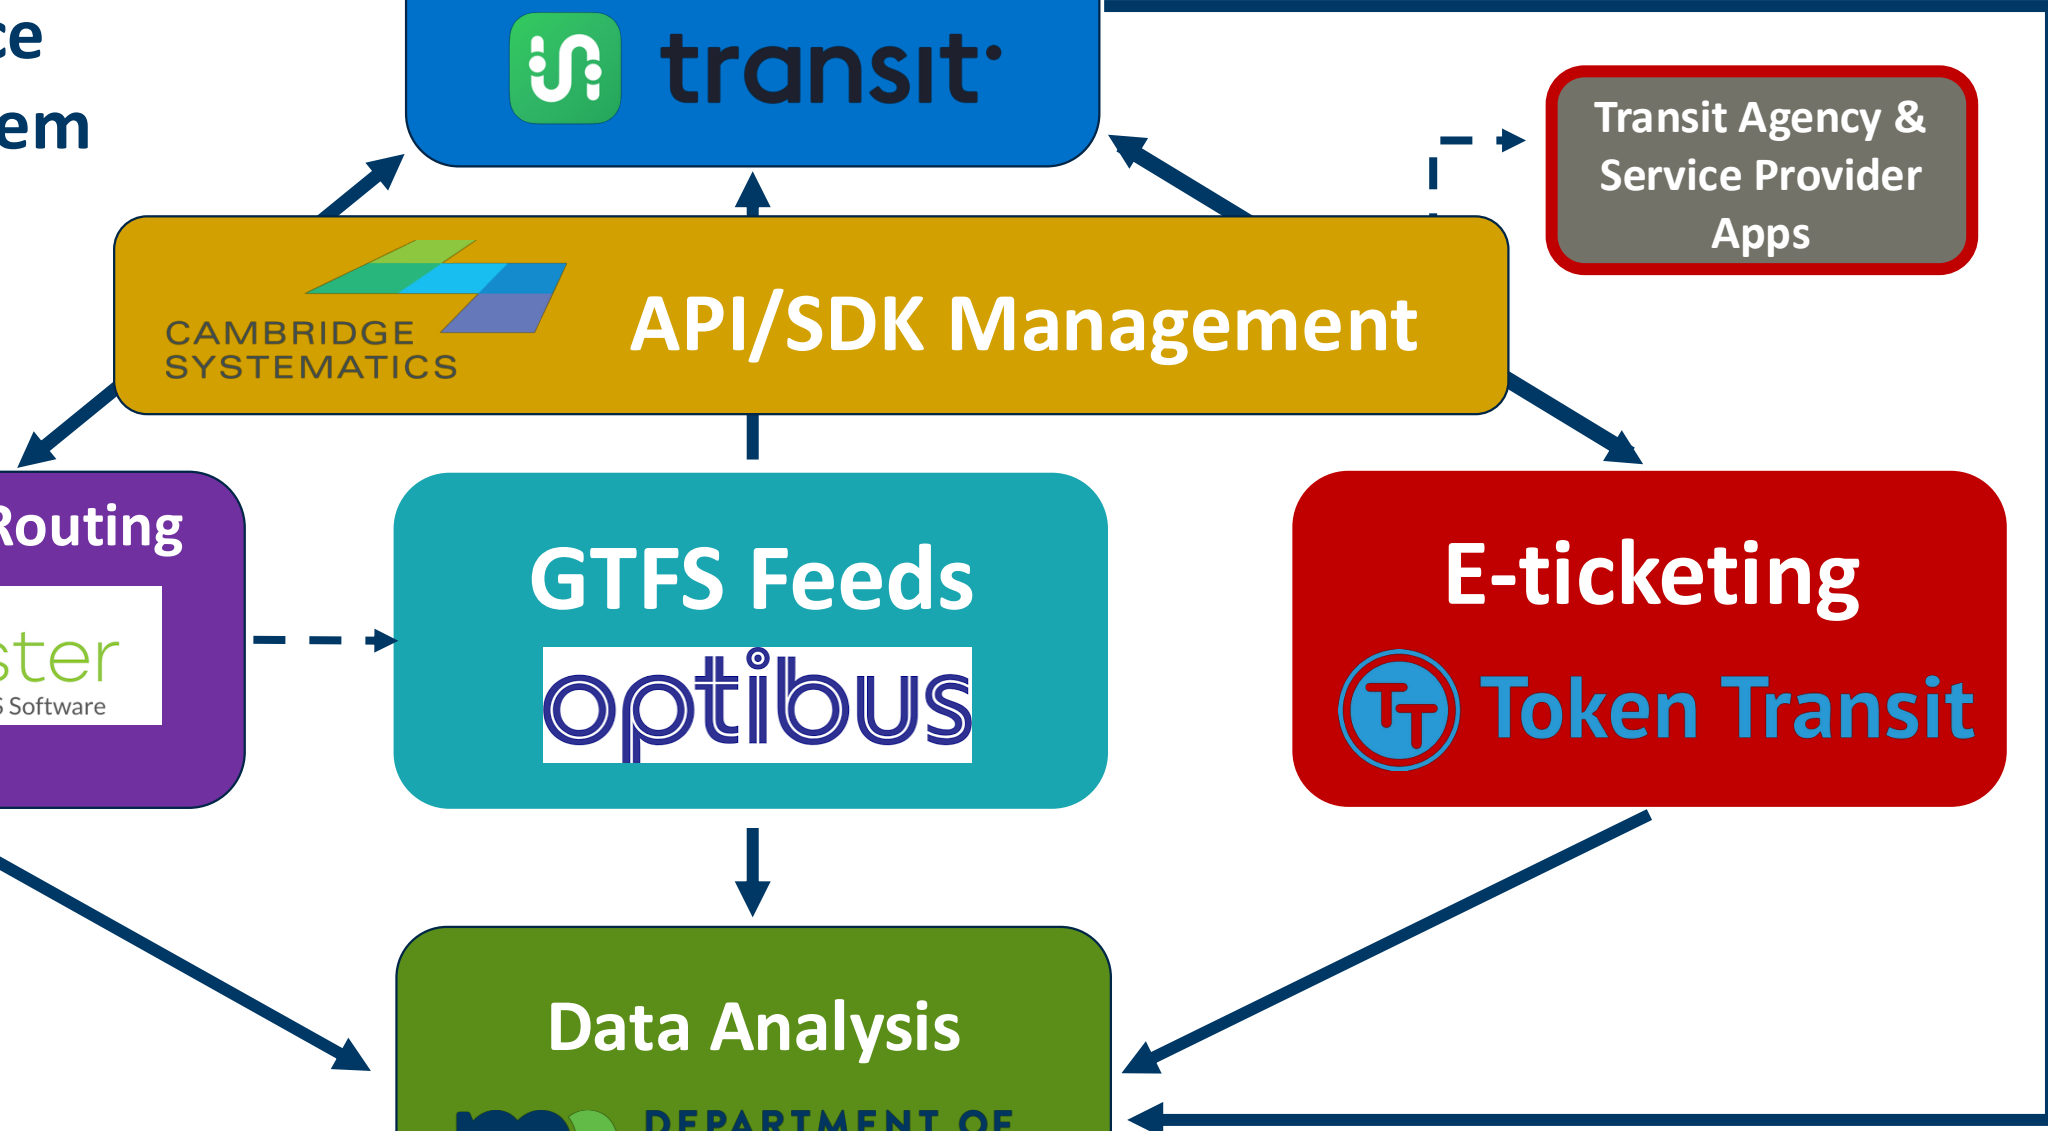 ce
em
transit
Transit Agency &
Service Provider
Apps
CAMBRIDGE
SYSTEMATICS
API/SDK Management
Routing
ster
S Software
GTFS Feeds
optibus
E-ticketing
TT
Token Transit
Data Analysis
DEPARTMENT OF